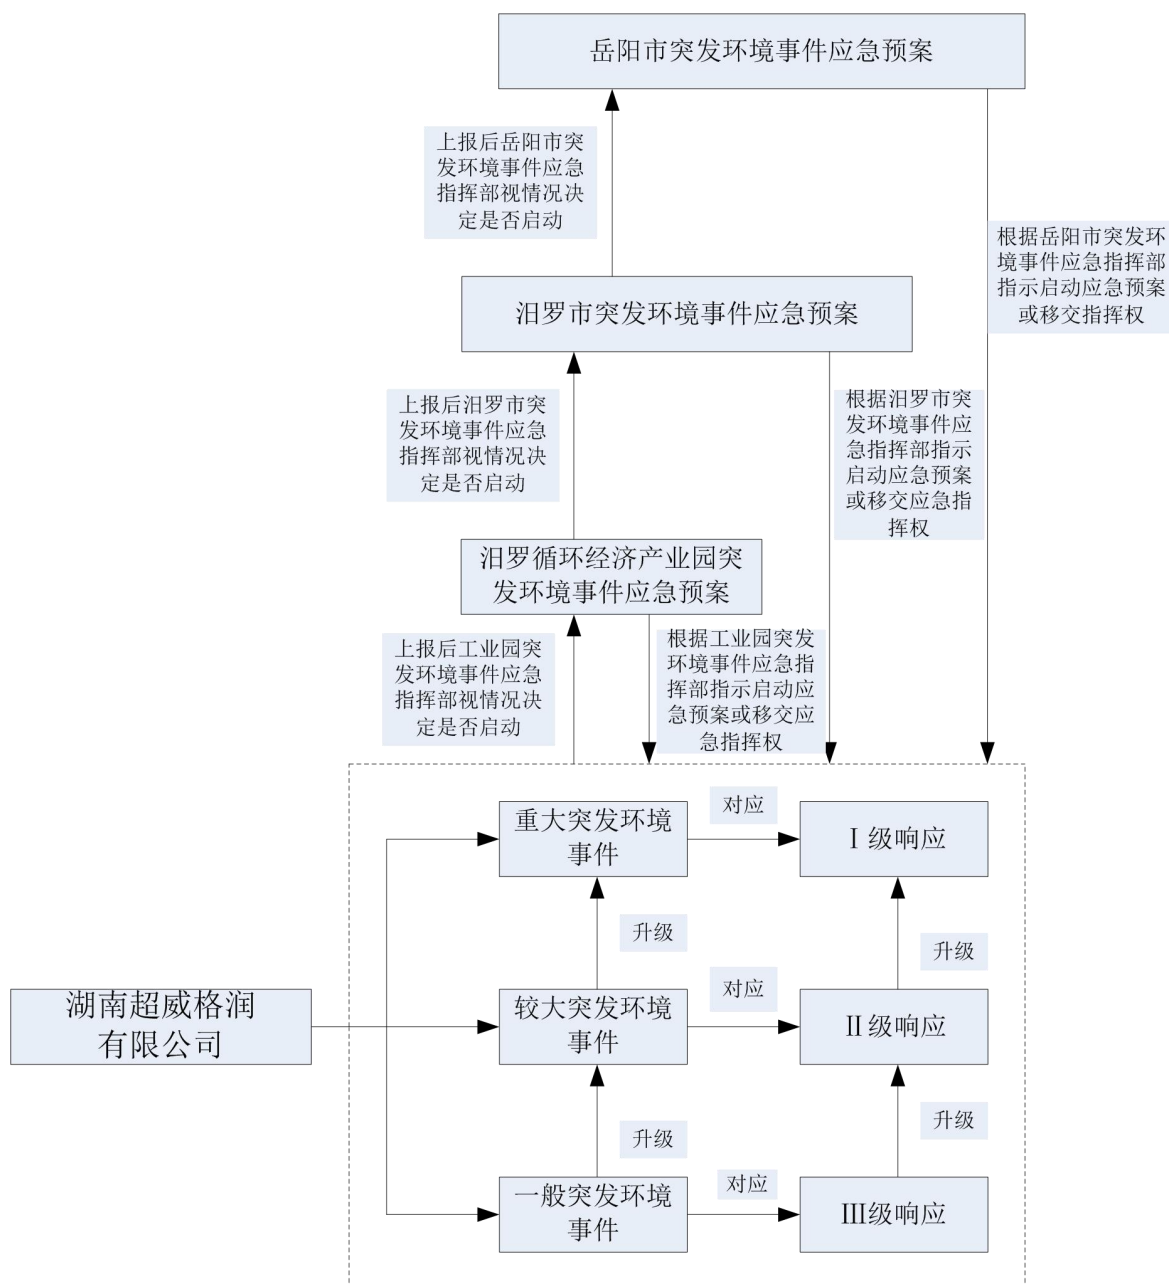 岳阳市突发环境事件应急预案
上报后岳阳市突
发环境事件应急
指挥部视情况决
定是否启动
根据岳阳市突发环
境事件应急指挥部
指示启动应急预案
或移交指挥权
汨罗市突发环境事件应急预案
上报后汨罗市突
发环境事件应急
指挥部视情况决
定是否启动
根据汨罗市突
发环境事件应
急指挥部指示
启动应急预案
或移交应急指
挥权
汨罗循环经济产业园突
发环境事件应急预案
上报后工业园突
发环境事件应急
指挥部视情况决
定是否启动
根据工业园突发
环境事件应急指
挥部指示启动应
急预案或移交应
急指挥权
重大突发环境
事件
对应
Ⅰ级响应
升级
升级
湖南超威格润
有限公司
较大突发环境
事件
对应
Ⅱ级响应
升级
升级
一般突发环境
事件
对应
Ⅲ级响应